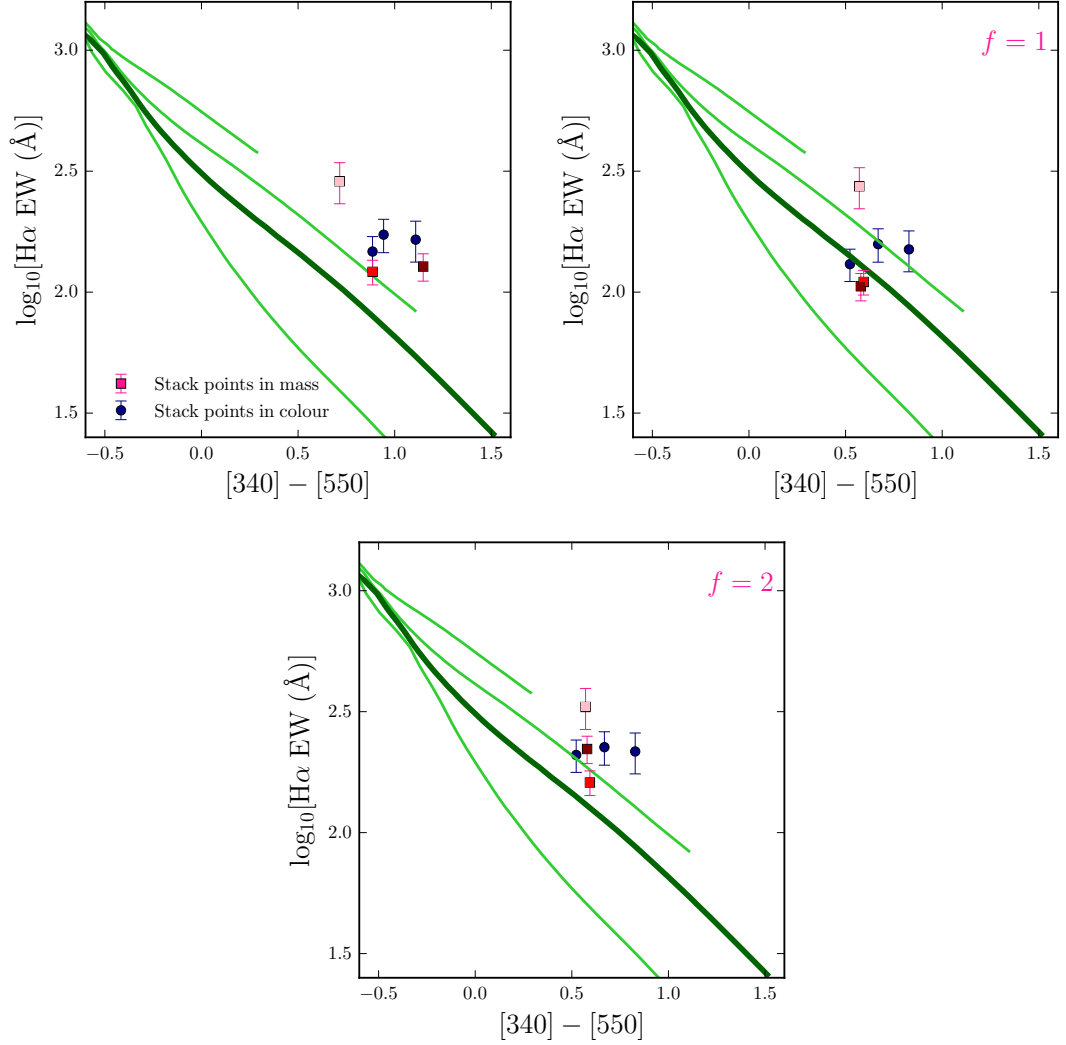 3.0
2.5
2.0
1.5
−0.5 0.0 0.5 1.0 1.5
[340] − [550]
log₁₀[Hα EW (Å)]
Stack points in mass
Stack points in colour
f = 1
3.0
2.5
2.0
1.5
−0.5 0.0 0.5 1.0 1.5
[340] − [550]
log₁₀[Hα EW (Å)]
f = 2
3.0
2.5
2.0
1.5
−0.5 0.0 0.5 1.0 1.5
[340] − [550]
log₁₀[Hα EW (Å)]